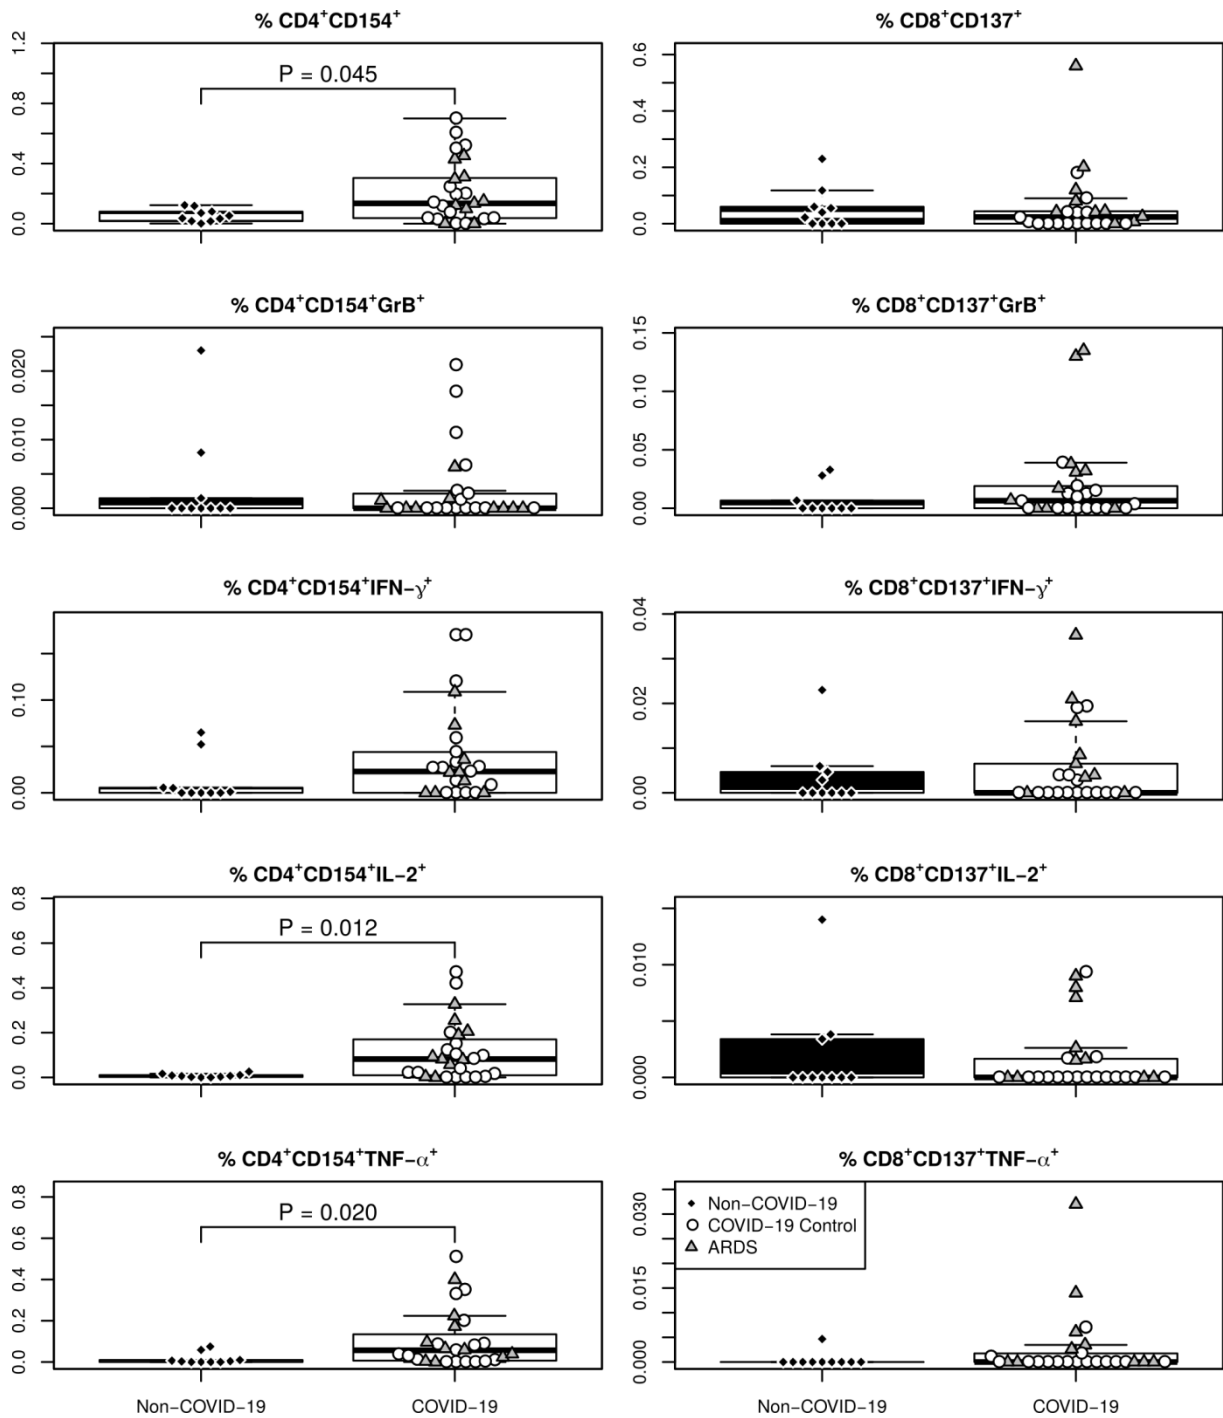 % CD4⁺CD154⁺
1.2
0.8
0.4
0.0
P = 0.045
% CD8⁺CD137⁺
0.6
0.4
0.2
0.0
% CD4⁺CD154⁺GrB⁺
0.020
0.010
0.000
% CD8⁺CD137⁺GrB⁺
0.15
0.10
0.05
0.00
% CD4⁺CD154⁺IFN−γ⁺
0.10
0.00
% CD8⁺CD137⁺IFN−γ⁺
0.04
0.02
0.00
% CD4⁺CD154⁺IL−2⁺
0.8
0.6
0.4
0.2
0.0
P = 0.012
% CD8⁺CD137⁺IL−2⁺
0.010
0.000
% CD4⁺CD154⁺TNF−α⁺
0.8
0.6
0.4
0.2
0.0
P = 0.020
Non−COVID−19
COVID−19
% CD8⁺CD137⁺TNF−α⁺
0.030
0.015
0.000
Non−COVID−19
COVID−19 Control
ARDS
Non−COVID−19
COVID−19